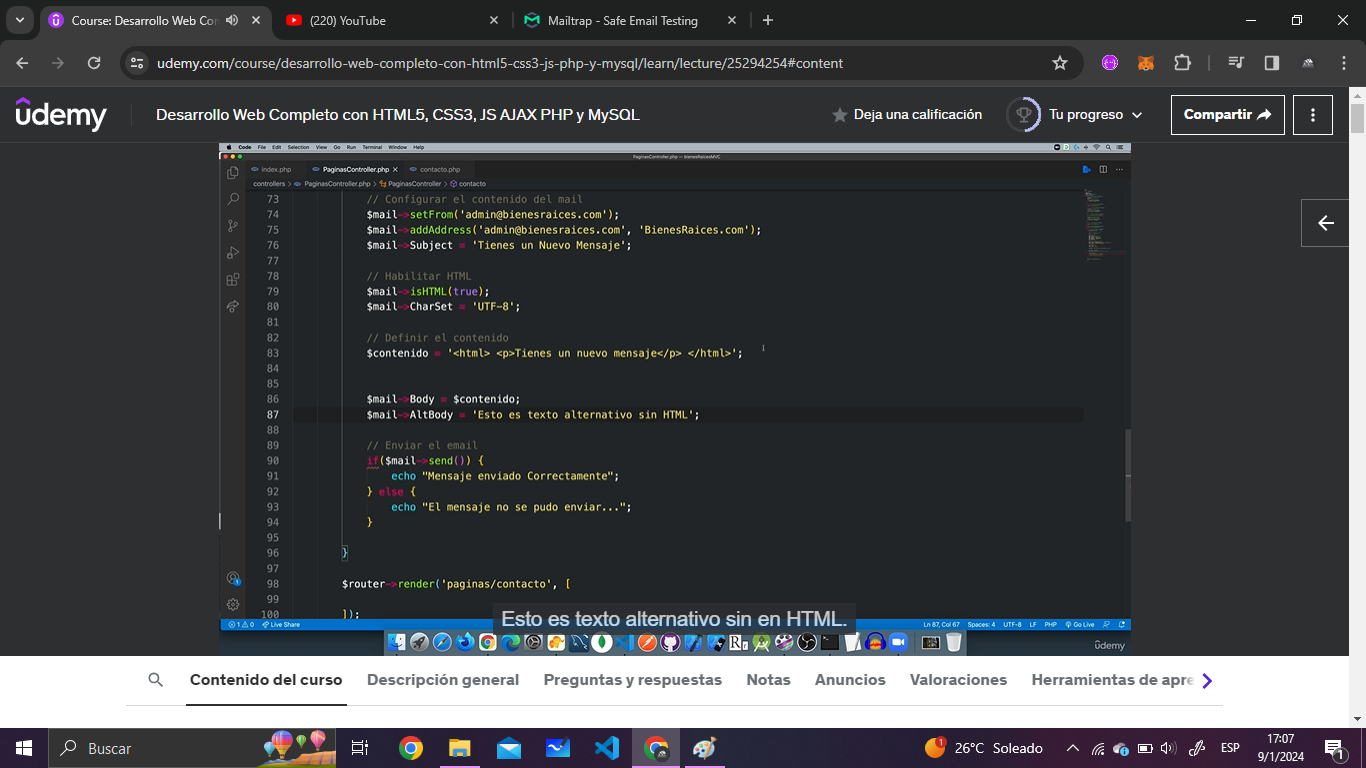 Course: Desarrollo Web Con
(220) YouTube
Mailtrap - Safe Email Testing
udemy.com/course/desarrollo-web-completo-con-html5-css3-js-php-y-mysql/learn/lecture/25294254#content
ûdemy
Desarrollo Web Completo con HTML5, CSS3, JS AJAX PHP y MySQL
Deja una calificación
Tu progreso
Compartir
Code File Edit Selection View Go Run Terminal Window Help
PaginasController.php — bienesRaicesMVC
index.php
PaginasController.php
contacto.php
controllers > PaginasController.php > PaginasController > contacto
73 // Configurar el contenido del mail
74 $mail->setFrom('admin@bienesraices.com');
75 $mail->addAddress('admin@bienesraices.com', 'BienesRaices.com');
76 $mail->Subject = 'Tienes un Nuevo Mensaje';
77
78 // Habilitar HTML
79 $mail->isHTML(true);
80 $mail->CharSet = 'UTF-8';
81
82 // Definir el contenido
83 $contenido = '<html> <p>Tienes un nuevo mensaje</p> </html>';
84
85
86 $mail->Body = $contenido;
87 $mail->AltBody = 'Esto es texto alternativo sin HTML';
88
89 // Enviar el email
90 if($mail->send()) {
91 echo "Mensaje enviado Correctamente";
92 } else {
93 echo "El mensaje no se pudo enviar...";
94 }
95
96 }
97
98 $router->render('paginas/contacto', [
99
100 ]);
Esto es texto alternativo sin en HTML.
1 0 Live Share
Ln 87, Col 67 Spaces: 4 UTF-8 LF PHP Go Live
ûdemy
Contenido del curso
Descripción general
Preguntas y respuestas
Notas
Anuncios
Valoraciones
Herramientas de apre
Buscar
1
26°C Soleado
ESP
17:07
9/1/2024
1